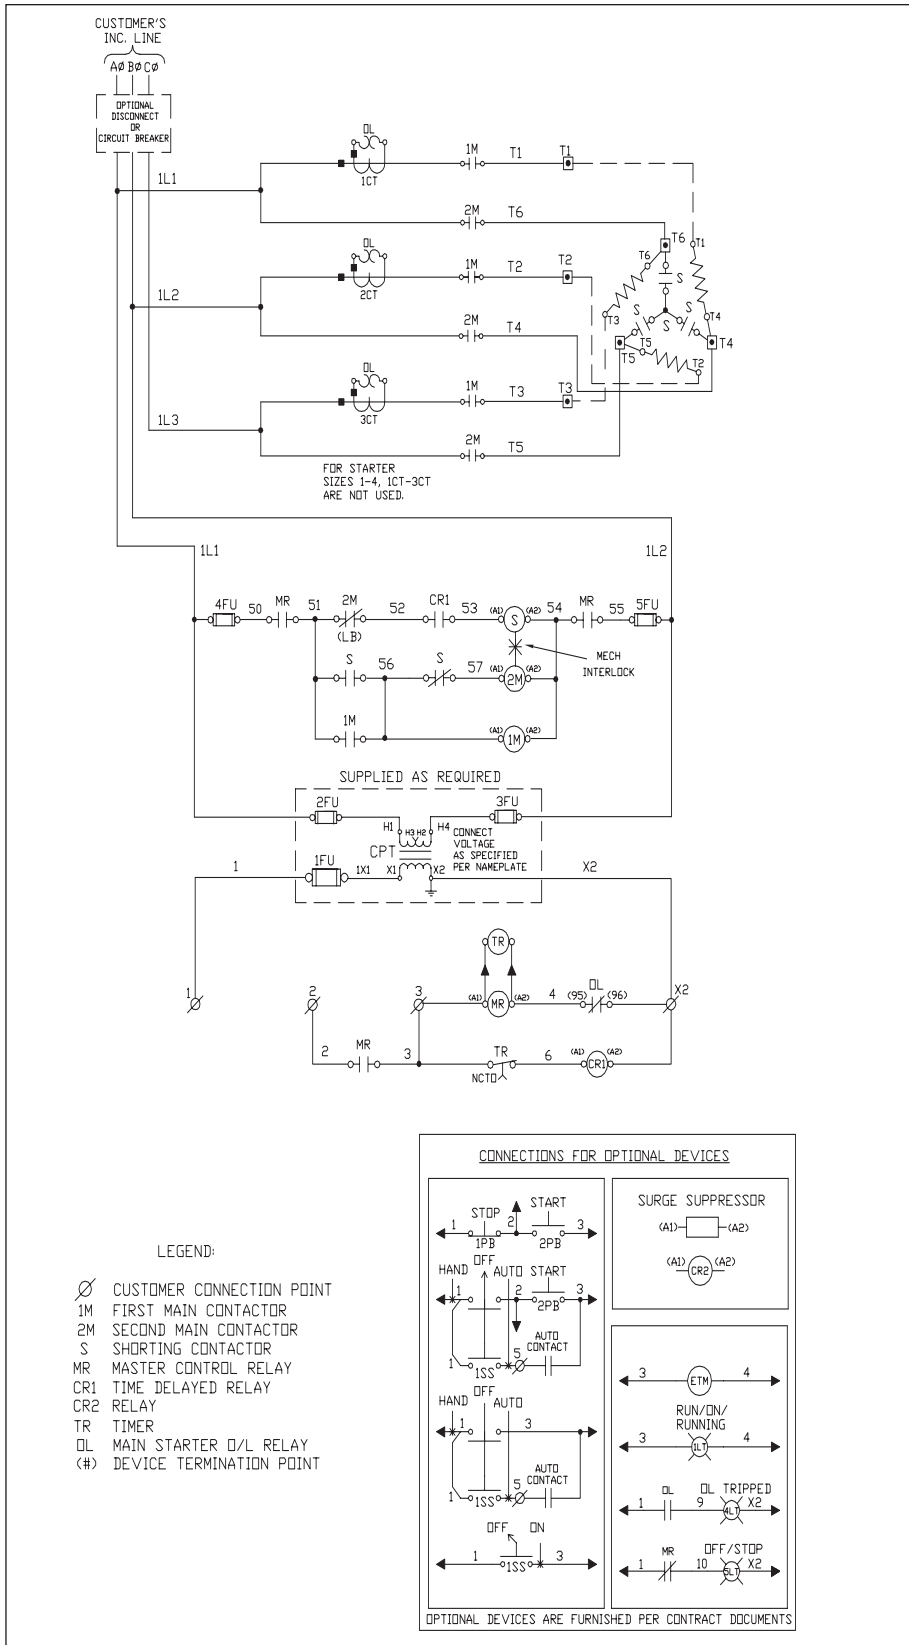 CUSTOMER'S
INC. LINE
AØ BØ CØ
OPTIONAL
DISCONNECT
OR
CIRCUIT BREAKER
OL
1CT
1M T1 T1
1L1
2M T6
T6 T1
T6 S
OL
2CT
1M T2 T2
1L2
2M T4
T3 S S S T4
T5 T5 T2 T4
OL
3CT
1M T3 T3
1L3
2M T5
FOR STARTER
SIZES 1-4, 1CT-3CT
ARE NOT USED.
1L1 1L2
4FU 50 MR 51 2M 52 CR1 53 (A1) S (A2) 54 MR 55 5FU
(LB)
MECH
INTERLOCK
S 56 S 57 (A1) 2M (A2)
1M (A1) 1M (A2)
SUPPLIED AS REQUIRED
2FU 3FU
H1 H3 H2 H4
CONNECT
VOLTAGE
AS SPECIFIED
PER NAMEPLATE
CPT
1 1FU 1X1 X1 X2 X2
TR
1 2 3 (A1) MR (A2) 4 (95) OL (96) X2
2 MR 3 TR 6 (A1) CR1 (A2)
NCTO
CONNECTIONS FOR OPTIONAL DEVICES
STOP START
1 2 3
1PB 2PB
OFF
HAND AUTO START
1 2 3
2PB
AUTO
CONTACT
1 1SS 5
OFF
HAND AUTO
1 3
AUTO
CONTACT
1 1SS 5
OFF ON
1 1SS 3
SURGE SUPPRESSOR
(A1) (A2)
(A1) CR2 (A2)
3 ETM 4
RUN/ON/
RUNNING
3 1LT 4
OL OL TRIPPED
1 9 4LT X2
MR OFF/STOP
1 10 5LT X2
OPTIONAL DEVICES ARE FURNISHED PER CONTRACT DOCUMENTS
LEGEND:
Ø CUSTOMER CONNECTION POINT
1M FIRST MAIN CONTACTOR
2M SECOND MAIN CONTACTOR
S SHORTING CONTACTOR
MR MASTER CONTROL RELAY
CR1 TIME DELAYED RELAY
CR2 RELAY
TR TIMER
OL MAIN STARTER O/L RELAY
(#) DEVICE TERMINATION POINT